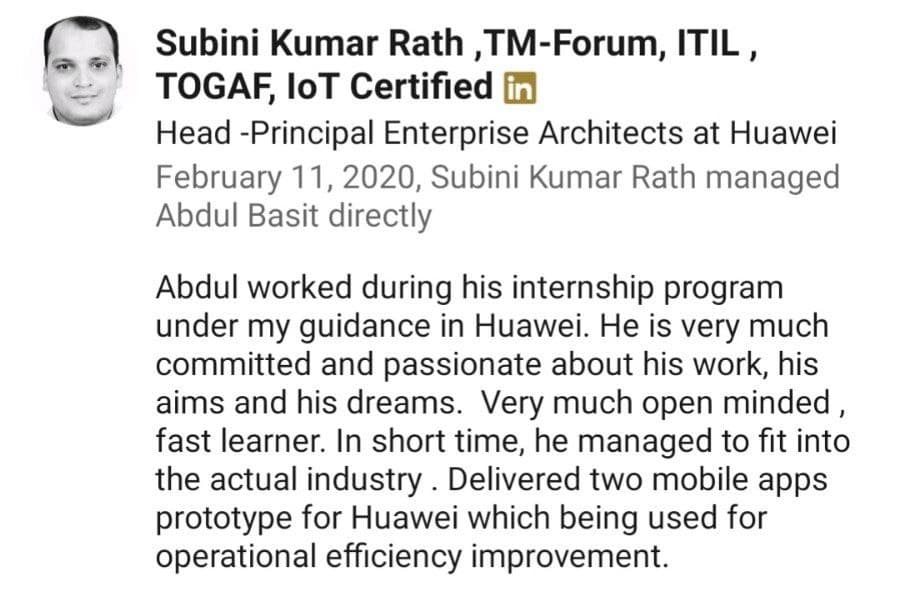 Subini Kumar Rath ,TM-Forum, ITIL ,
TOGAF, IoT Certified in
Head -Principal Enterprise Architects at Huawei
February 11, 2020, Subini Kumar Rath managed
Abdul Basit directly
Abdul worked during his internship program
under my guidance in Huawei. He is very much
committed and passionate about his work, his
aims and his dreams.  Very much open minded ,
fast learner. In short time, he managed to fit into
the actual industry . Delivered two mobile apps
prototype for Huawei which being used for
operational efficiency improvement.